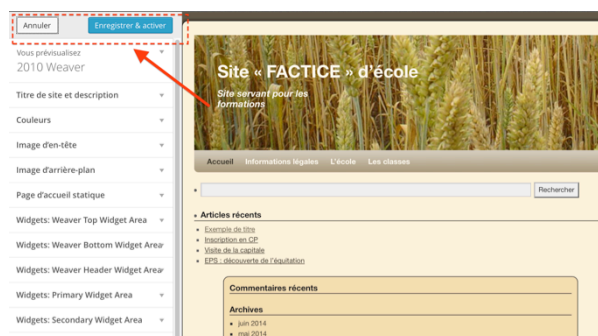 Annuler
Enregistrer & activer
Vous prévisualisez
2010 Weaver
Titre de site et description
Couleurs
Image d'en-tête
Image d'arrière-plan
Page d'accueil statique
Widgets: Weaver Top Widget Area
Widgets: Weaver Bottom Widget Area
Widgets: Weaver Header Widget Area
Widgets: Primary Widget Area
Widgets: Secondary Widget Area
Site « FACTICE » d'école
Site servant pour les
formations
Accueil Informations légales L'école Les classes
Rechercher
Articles récents
Exemple de titre
Inscription en CP
Visite de la capitale
EPS : découverte de l'équitation
Commentaires récents
Archives
juin 2014
mai 2014